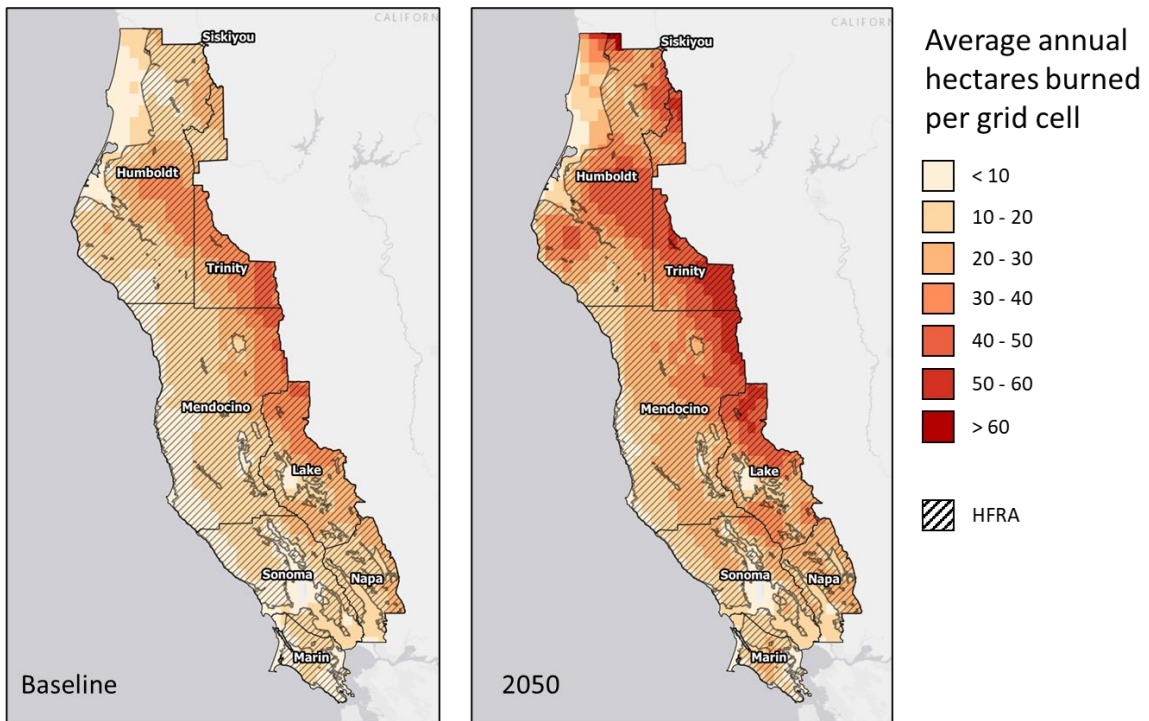 CALIFORN
Siskiyou
Humboldt
Trinity
Mendocino
Lake
Sonoma
Napa
Marin
Baseline
CALIFORN
Siskiyou
Humboldt
Trinity
Mendocino
Lake
Sonoma
Napa
Marin
2050
Average annual
hectares burned
per grid cell
< 10
10 - 20
20 - 30
30 - 40
40 - 50
50 - 60
> 60
HFRA